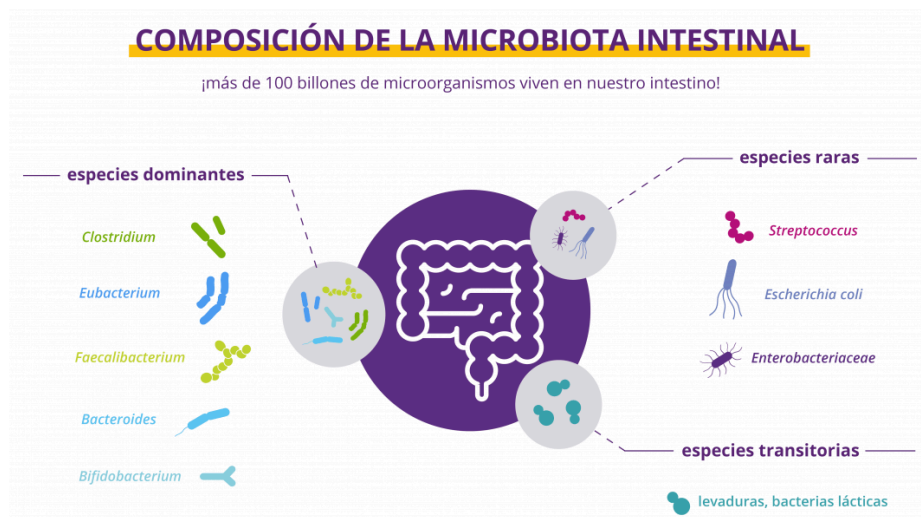 COMPOSICIÓN DE LA MICROBIOTA INTESTINAL
¡más de 100 billones de microorganismos viven en nuestro intestino!
especies dominantes
Clostridium
Eubacterium
Faecalibacterium
Bacteroides
Bifidobacterium
especies raras
Streptococcus
Escherichia coli
Enterobacteriaceae
especies transitorias
levaduras, bacterias lácticas